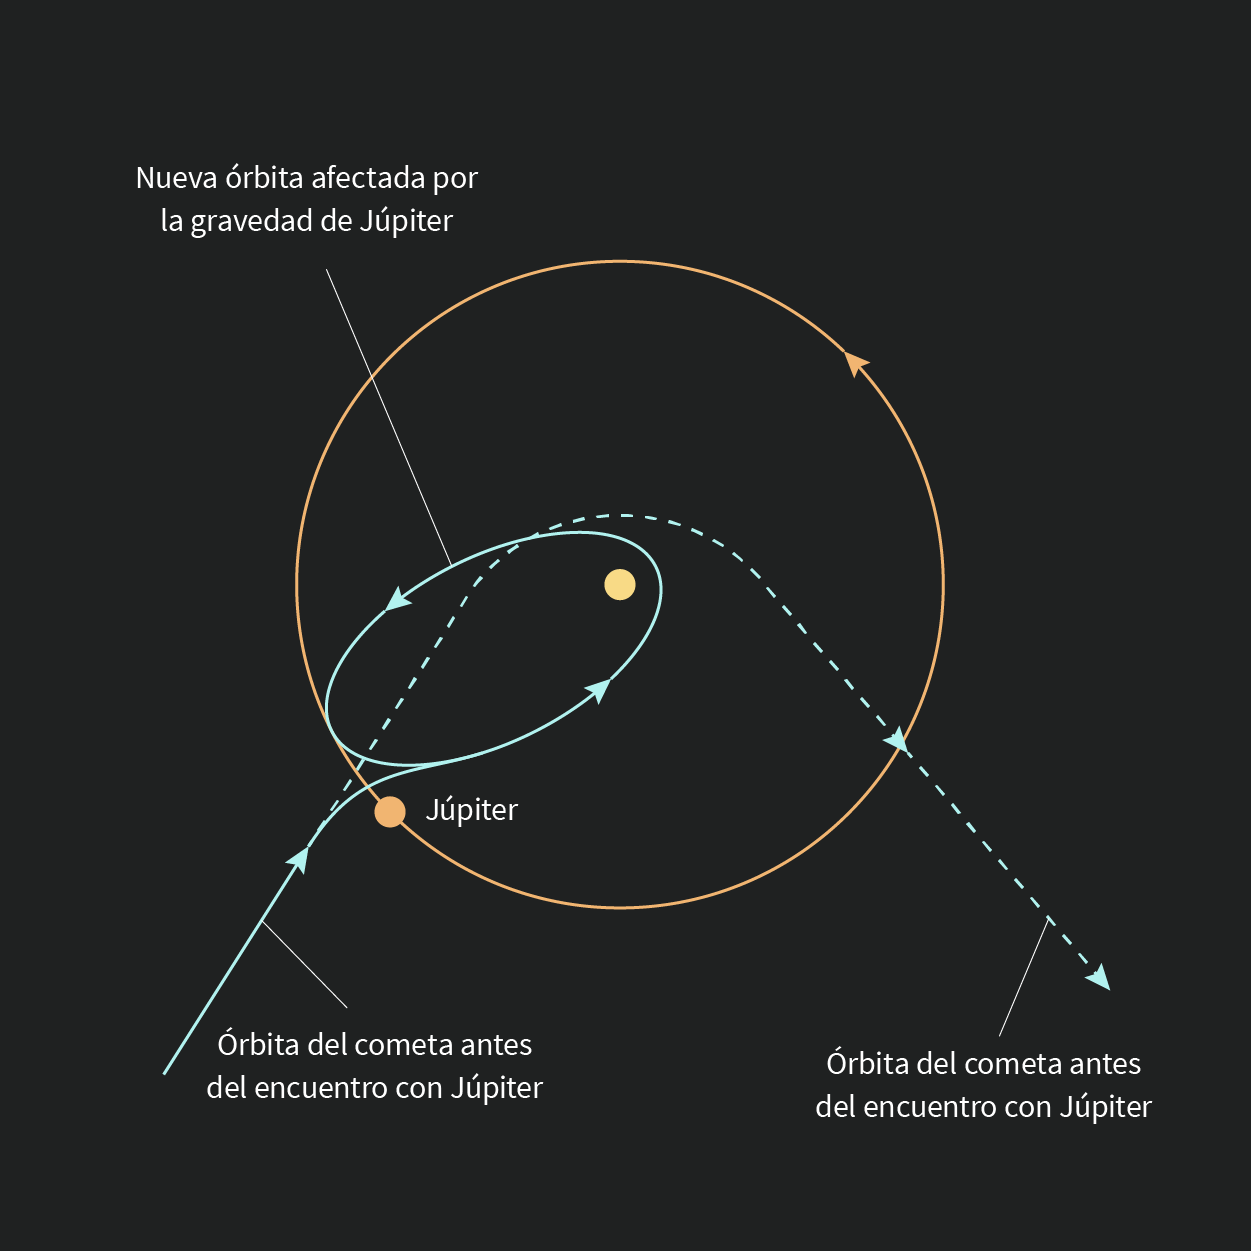 Nueva órbita afectada por
la gravedad de Júpiter
Júpiter
Órbita del cometa antes
del encuentro con Júpiter
Órbita del cometa antes
del encuentro con Júpiter